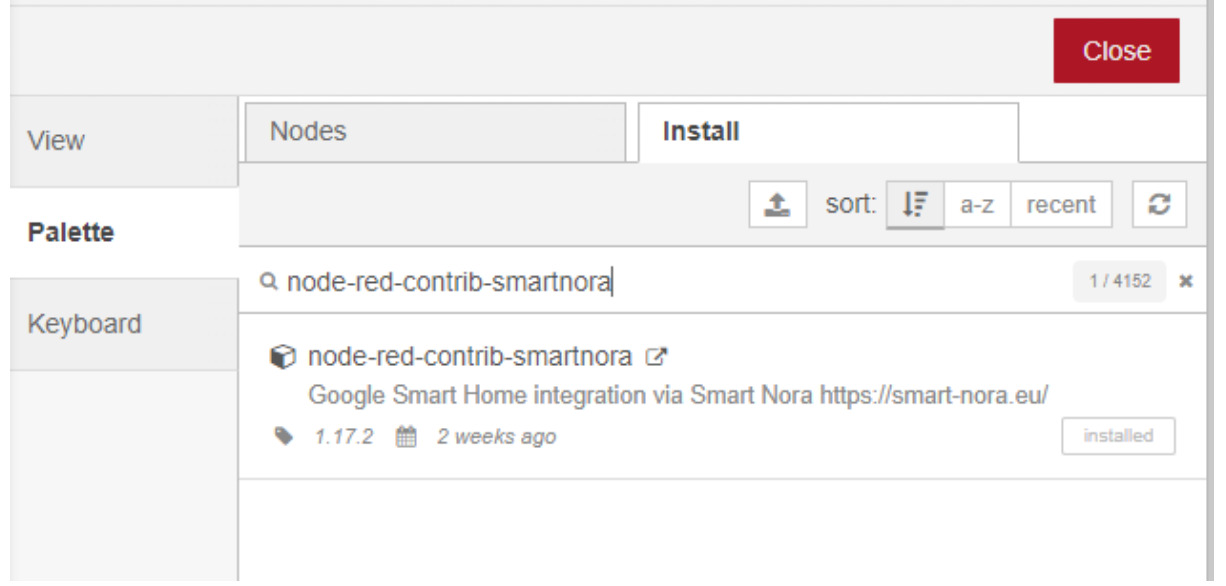 Close
View
Nodes
Install
sort:
a-z
recent
Palette
node-red-contrib-smartnora
1 / 4152
Keyboard
node-red-contrib-smartnora
Google Smart Home integration via Smart Nora https://smart-nora.eu/
1.17.2 2 weeks ago
installed